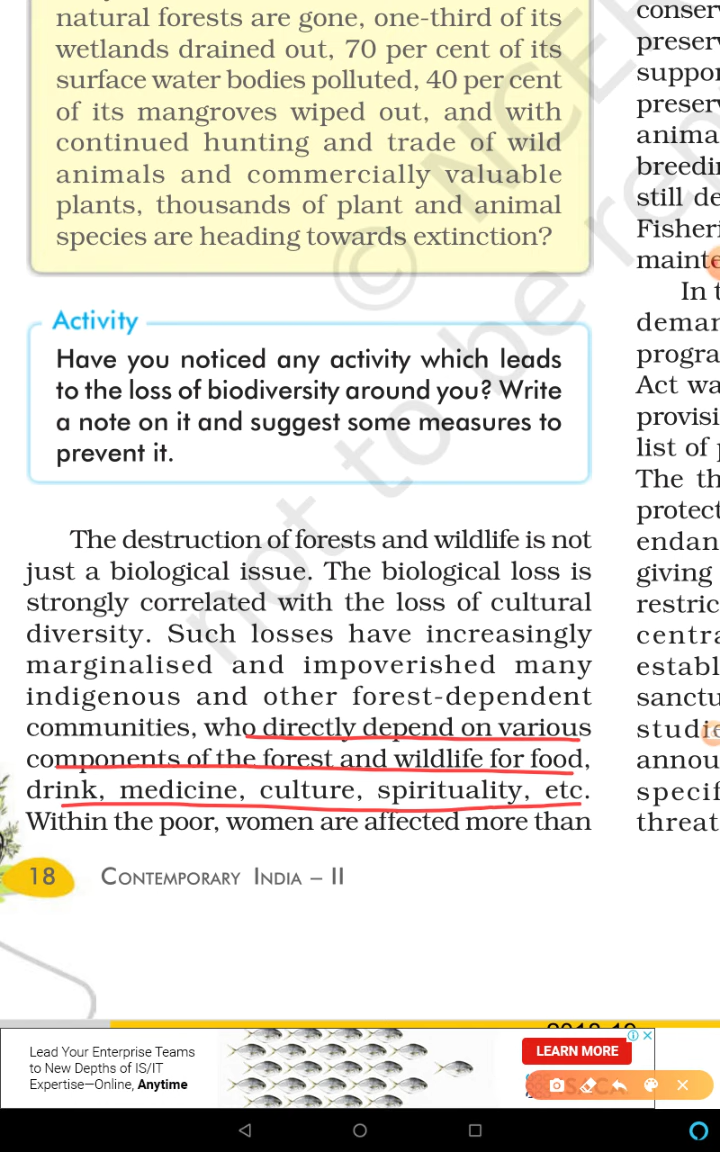 natural forests are gone, one-third of its
wetlands drained out, 70 per cent of its
surface water bodies polluted, 40 per cent
of its mangroves wiped out, and with
continued hunting and trade of wild
animals and commercially valuable
plants, thousands of plant and animal
species are heading towards extinction?
Activity
Have you noticed any activity which leads
to the loss of biodiversity around you? Write
a note on it and suggest some measures to
prevent it.
The destruction of forests and wildlife is not
just a biological issue. The biological loss is
strongly correlated with the loss of cultural
diversity. Such losses have increasingly
marginalised and impoverished many
indigenous and other forest-dependent
communities, who directly depend on various
components of the forest and wildlife for food,
drink, medicine, culture, spirituality, etc.
Within the poor, women are affected more than
18 CONTEMPORARY INDIA – II
conser
preserv
suppor
preserv
anima
breedin
still de
Fisheri
mainte
In t
deman
progra
Act wa
provisi
list of p
The th
protect
endan
giving
restric
centra
establ
sanctu
studie
annou
specif
threat
© NCER
not to be rep
Lead Your Enterprise Teams
to New Depths of IS/IT
Expertise—Online, Anytime
LEARN MORE